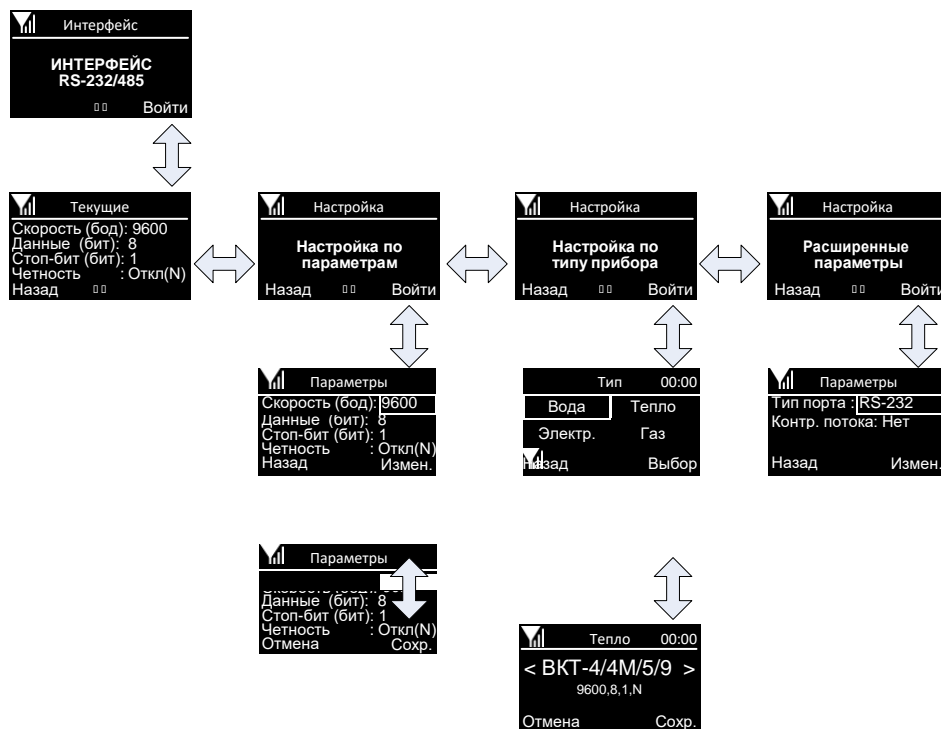 Интерфейс
ИНТЕРФЕЙС
RS-232/485
Войти
Текущие
Скорость (бод): 9600
Данные (бит): 8
Стоп-бит (бит): 1
Четность : Откл(N)
Назад
Настройка
Настройка по
параметрам
Назад Войти
Настройка
Настройка по
типу прибора
Назад Войти
Настройка
Расширенные
параметры
Назад Войти
Параметры
Скорость (бод): 9600
Данные (бит): 8
Стоп-бит (бит): 1
Четность : Откл(N)
Назад Измен.
Тип 00:00
Вода Тепло
Электр. Газ
Назад Выбор
Параметры
Тип порта : RS-232
Контр. потока: Нет
Назад Измен.
Параметры
Данные (бит): 8
Стоп-бит (бит): 1
Четность : Откл(N)
Отмена Сохр.
Тепло 00:00
< ВКТ-4/4М/5/9 >
9600,8,1,N
Отмена Сохр.